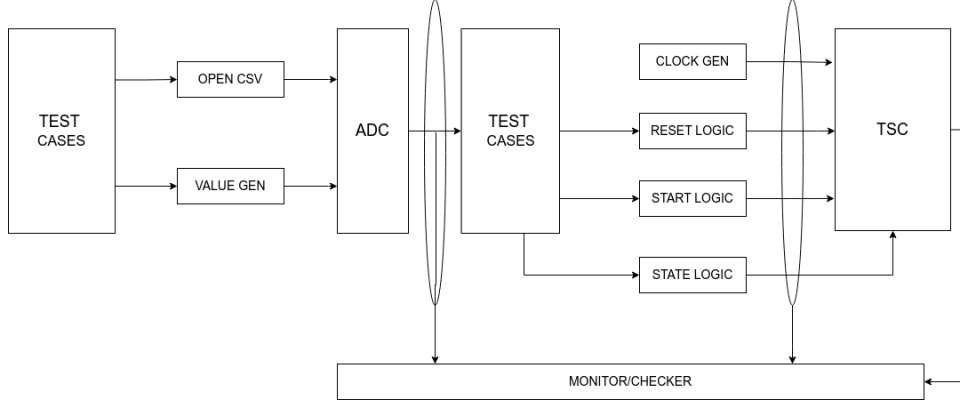 TEST
CASES
OPEN CSV
VALUE GEN
ADC
TEST
CASES
CLOCK GEN
RESET LOGIC
START LOGIC
STATE LOGIC
TSC
MONITOR/CHECKER